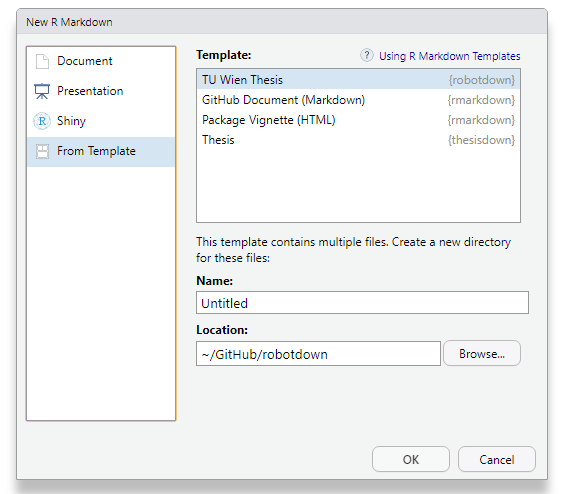 New R Markdown
Document
Presentation
R
Shiny
From Template
Template:
? Using R Markdown Templates
TU Wien Thesis {robotdown}
GitHub Document (Markdown) {rmarkdown}
Package Vignette (HTML) {rmarkdown}
Thesis {thesisdown}
This template contains multiple files. Create a new directory
for these files:
Name:
Untitled
Location:
~/GitHub/robotdown
Browse...
OK
Cancel